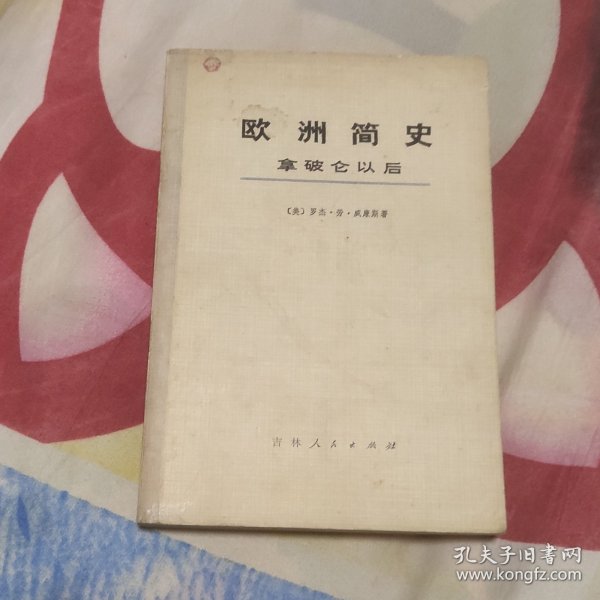 欧洲简史
拿破仑以后
〔美〕罗杰·劳·威廉斯著
吉林人民出版社
孔夫子旧书网
www.kongfz.com